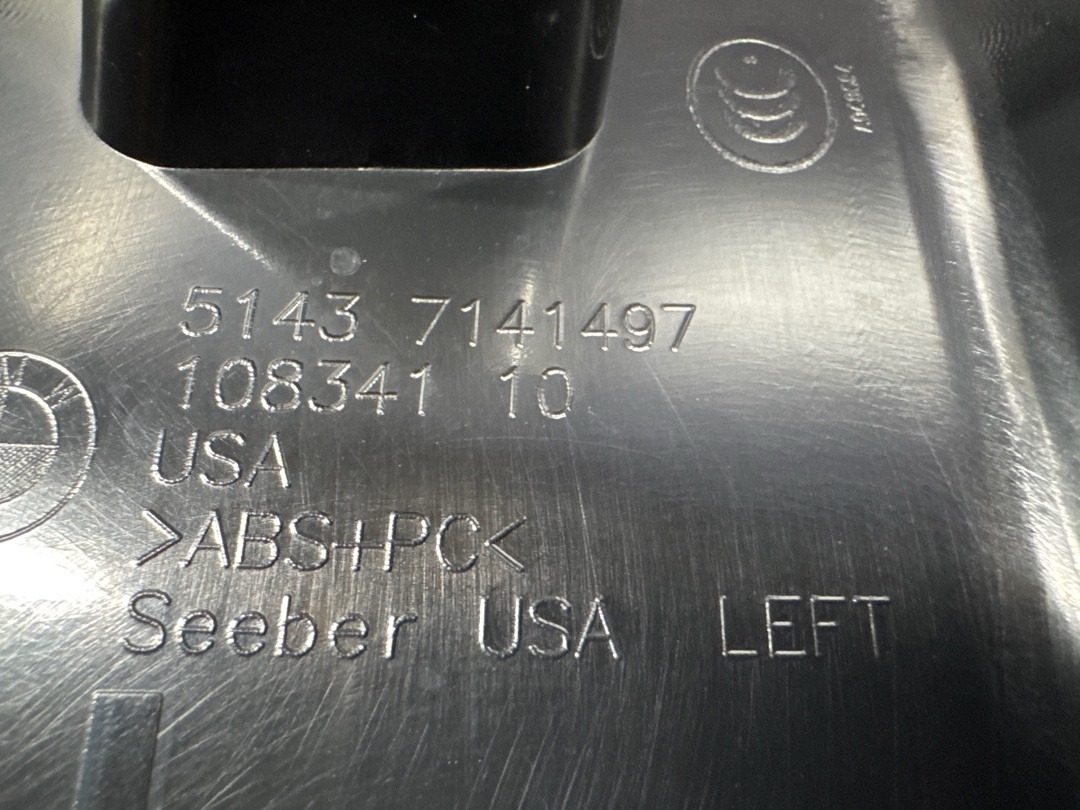 5143 7141497
108341 10
USA
>ABS+PC<
Seeber USA LEFT